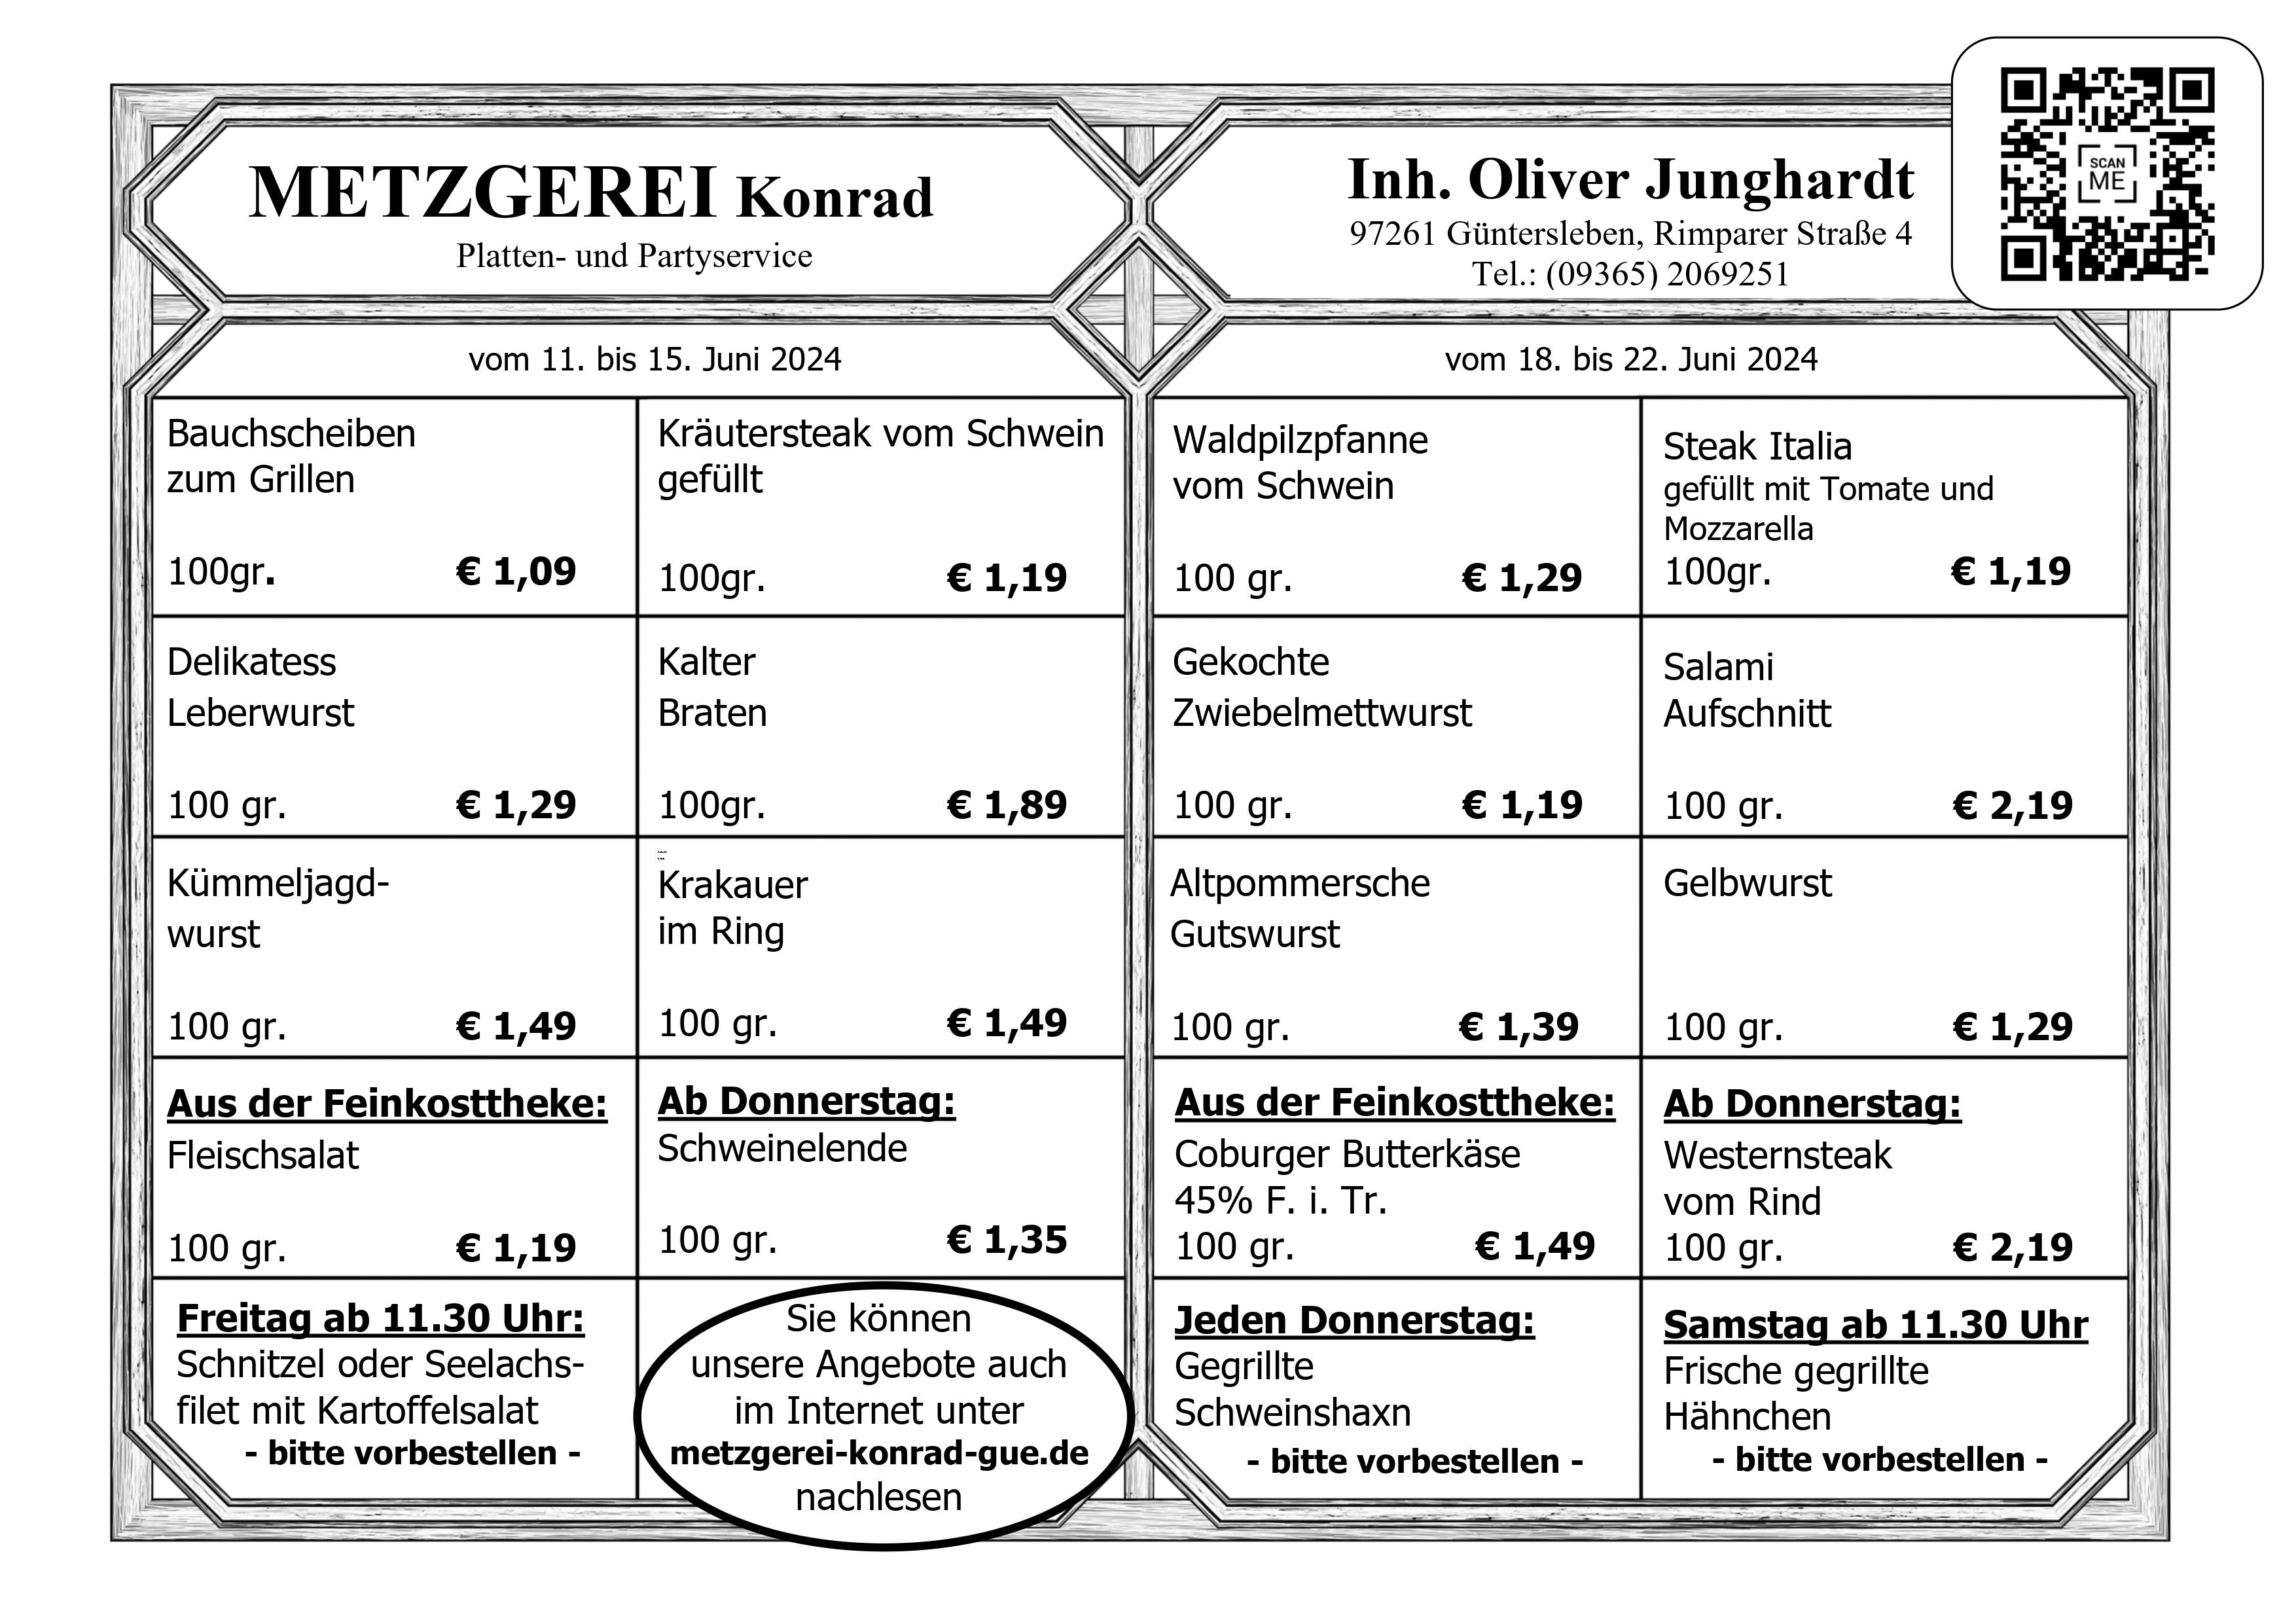 METZGEREI Konrad
Platten- und Partyservice
Inh. Oliver Junghardt
97261 Güntersleben, Rimparer Straße 4
Tel.: (09365) 2069251
SCAN
ME
vom 11. bis 15. Juni 2024
Bauchscheiben
zum Grillen
100gr. € 1,09
Kräutersteak vom Schwein
gefüllt
100gr. € 1,19
Delikatess
Leberwurst
100 gr. € 1,29
Kalter
Braten
100gr. € 1,89
Kümmeljagd-
wurst
100 gr. € 1,49
Krakauer
im Ring
100 gr. € 1,49
Aus der Feinkosttheke:
Fleischsalat
100 gr. € 1,19
Ab Donnerstag:
Schweinelende
100 gr. € 1,35
Freitag ab 11.30 Uhr:
Schnitzel oder Seelachs-
filet mit Kartoffelsalat
- bitte vorbestellen -
Sie können
unsere Angebote auch
im Internet unter
metzgerei-konrad-gue.de
nachlesen
vom 18. bis 22. Juni 2024
Waldpilzpfanne
vom Schwein
100 gr. € 1,29
Steak Italia
gefüllt mit Tomate und
Mozzarella
100gr. € 1,19
Gekochte
Zwiebelmettwurst
100 gr. € 1,19
Salami
Aufschnitt
100 gr. € 2,19
Altpommersche
Gutswurst
100 gr. € 1,39
Gelbwurst
100 gr. € 1,29
Aus der Feinkosttheke:
Coburger Butterkäse
45% F. i. Tr.
100 gr. € 1,49
Ab Donnerstag:
Westernsteak
vom Rind
100 gr. € 2,19
Jeden Donnerstag:
Gegrillte
Schweinshaxn
- bitte vorbestellen -
Samstag ab 11.30 Uhr
Frische gegrillte
Hähnchen
- bitte vorbestellen -